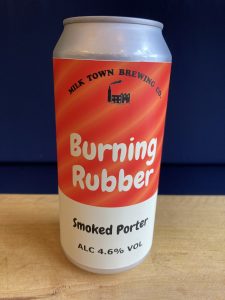 MILK TOWN BREWING CO.
Burning
Rubber
Smoked Porter
ALC 4.6% VOL